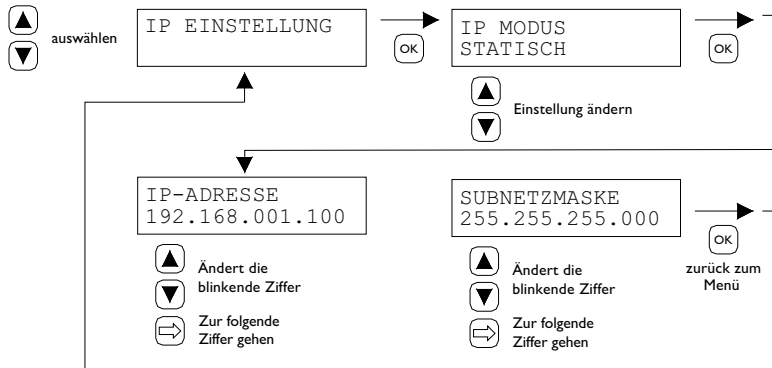 auswählen
IP EINSTELLUNG
OK
IP MODUS
STATISCH
OK
Einstellung ändern
IP-ADRESSE
192.168.001.100
Ändert die
blinkende Ziffer
Zur folgende
Ziffer gehen
SUBNETZMASKE
255.255.255.000
Ändert die
blinkende Ziffer
Zur folgende
Ziffer gehen
OK
zurück zum
Menü